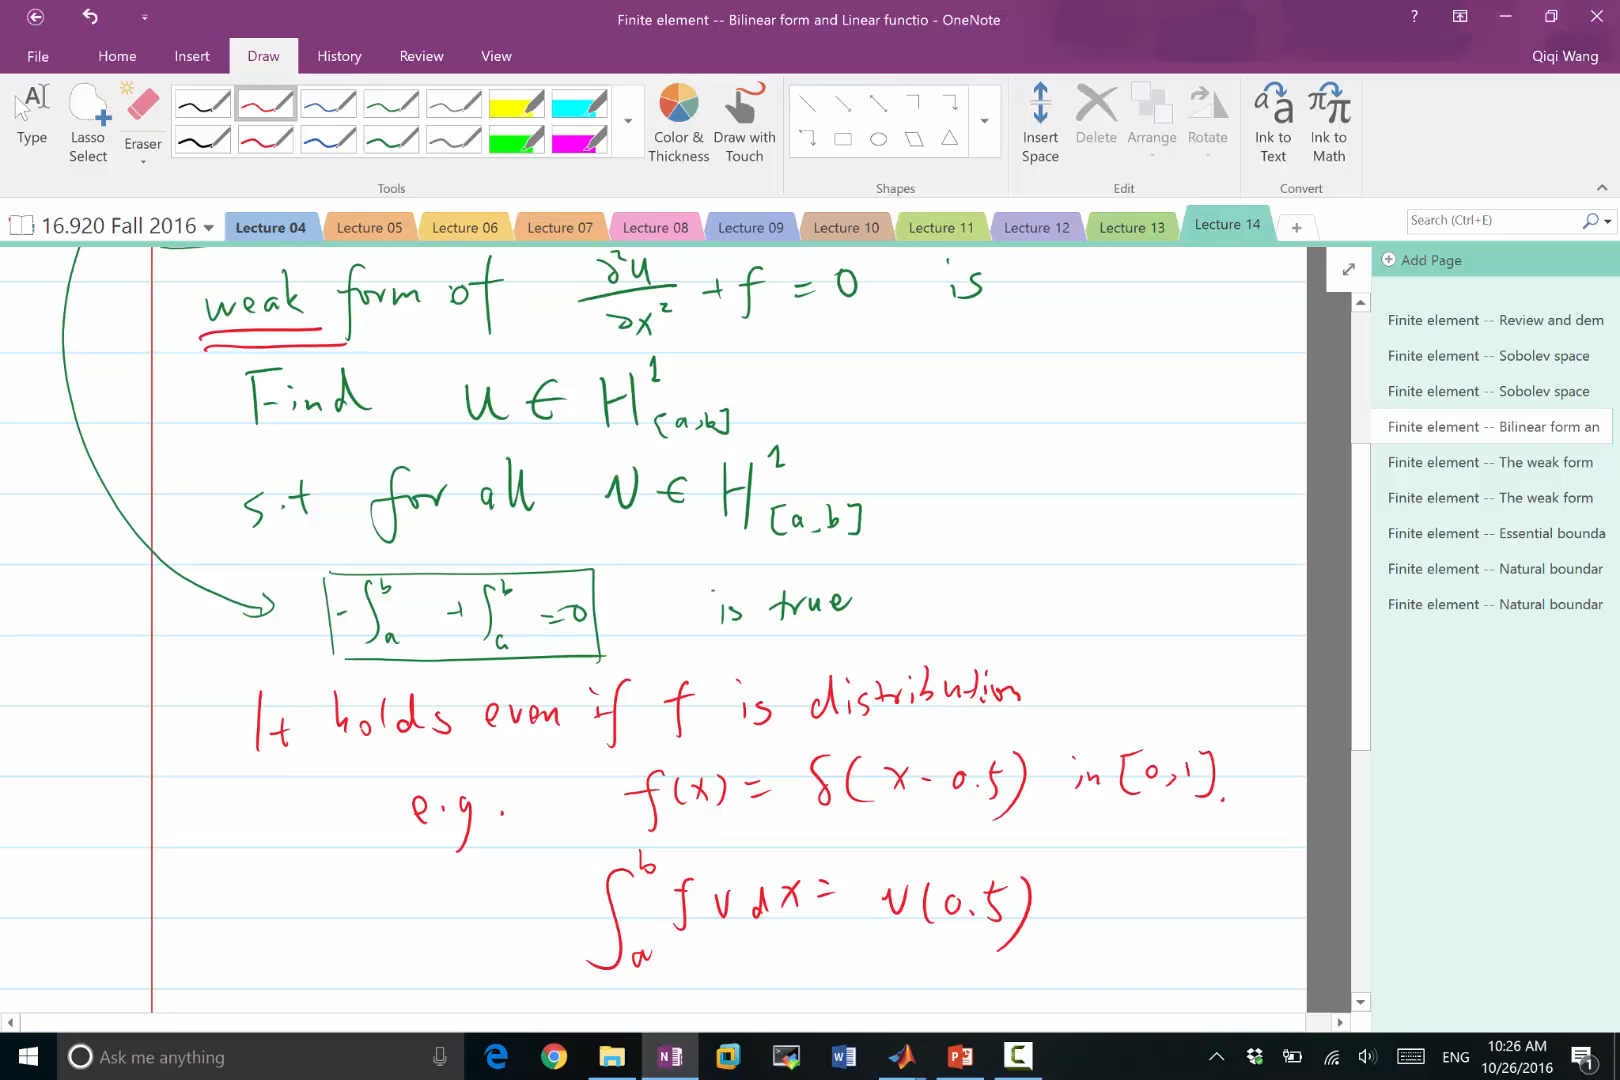 Finite element -- Bilinear form and Linear functio - OneNote
?
File
Home
Insert
Draw
History
Review
View
Qiqi Wang
Type
Lasso Select
Eraser
Color & Thickness
Draw with Touch
Insert Space
Delete
Arrange
Rotate
Ink to Text
Ink to Math
Tools
Shapes
Edit
Convert
16.920 Fall 2016
Lecture 04
Lecture 05
Lecture 06
Lecture 07
Lecture 08
Lecture 09
Lecture 10
Lecture 11
Lecture 12
Lecture 13
Lecture 14
Search (Ctrl+E)
weak form of ∂²u/∂x² + f = 0 is
Find u ∈ H¹[a,b]
s.t for all v ∈ H¹[a,b]
-∫ₐᵇ + ∫ₐᵇ = 0 is true
It holds even if f is distribution
e.g. f(x) = δ(x - 0.5) in [0,1].
∫ₐᵇ f v dx = v(0.5)
Add Page
Finite element -- Review and dem
Finite element -- Sobolev space
Finite element -- Sobolev space
Finite element -- Bilinear form an
Finite element -- The weak form
Finite element -- The weak form
Finite element -- Essential bounda
Finite element -- Natural boundar
Finite element -- Natural boundar
Ask me anything
ENG
10:26 AM
10/26/2016
1